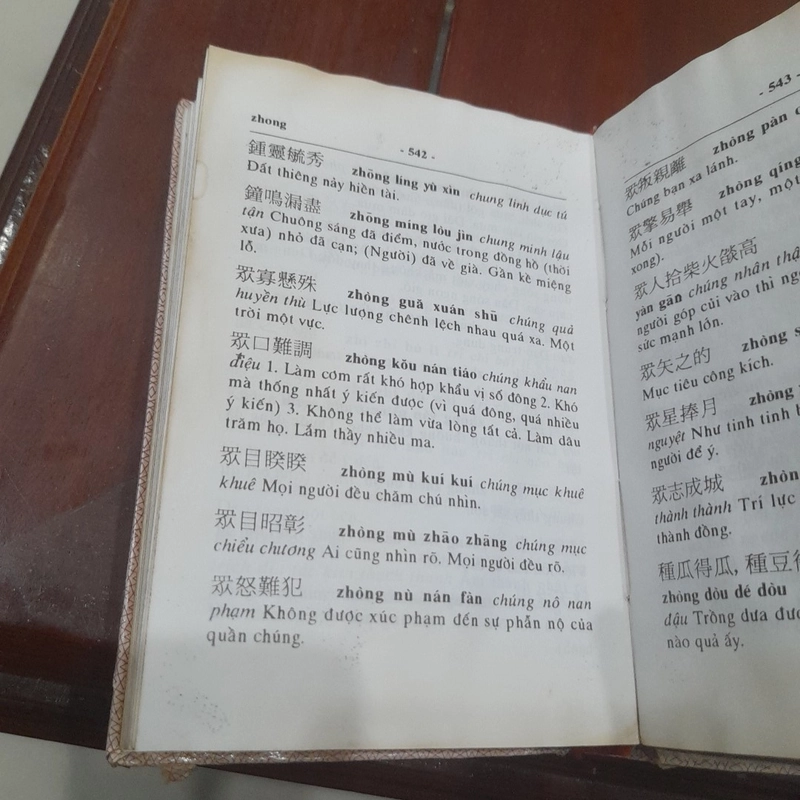 zhong
- 542 -
鍾靈毓秀 zhōng líng yù xìn chung linh dục tú
Đất thiêng nảy hiền tài.
鐘鳴漏盡 zhōng míng lòu jìn chung minh lậu
tận Chuông sáng đã điểm, nước trong đồng hồ (thời
xưa) nhỏ đã cạn; (Người) đã về già. Gần kề miệng
lỗ.
眾寡懸殊 zhòng guǎ xuán shū chúng quả
huyền thù Lực lượng chênh lệch nhau quá xa. Một
trời một vực.
眾口難調 zhòng kǒu nán tiáo chúng khẩu nan
điệu 1. Làm cơm rất khó hợp khẩu vị số đông 2. Khó
mà thống nhất ý kiến được (vì quá đông, quá nhiều
ý kiến) 3. Không thể làm vừa lòng tất cả. Làm dâu
trăm họ. Lắm thầy nhiều ma.
眾目睽睽 zhòng mù kuí kuí chúng mục khuê
khuê Mọi người đều chăm chú nhìn.
眾目昭彰 zhòng mù zhāo zhāng chúng mục
chiểu chương Ai cũng nhìn rõ. Mọi người đều rõ.
眾怒難犯 zhòng nù nán fàn chúng nô nan
phạm Không được xúc phạm đến sự phẫn nộ của
quần chúng.
- 543 -
眾叛親離 zhòng pàn
Chúng bạn xa lánh.
眾擎易舉 zhòng qíng
Mỗi người một tay, một
xong).
眾人拾柴火燄高
yàn gāo chúng nhân thập
người góp củi vào thì ngọ
sức mạnh lớn.
眾矢之的 zhòng
Mục tiêu công kích.
眾星捧月 zhòng
nguyệt Như tinh tinh
người để ý.
眾志成城 zhòng
thành thành Trí lực
thành đồng.
種瓜得瓜, 種豆得
zhòng dòu dé dòu
đậu Trồng dưa đượ
nào quả ấy.